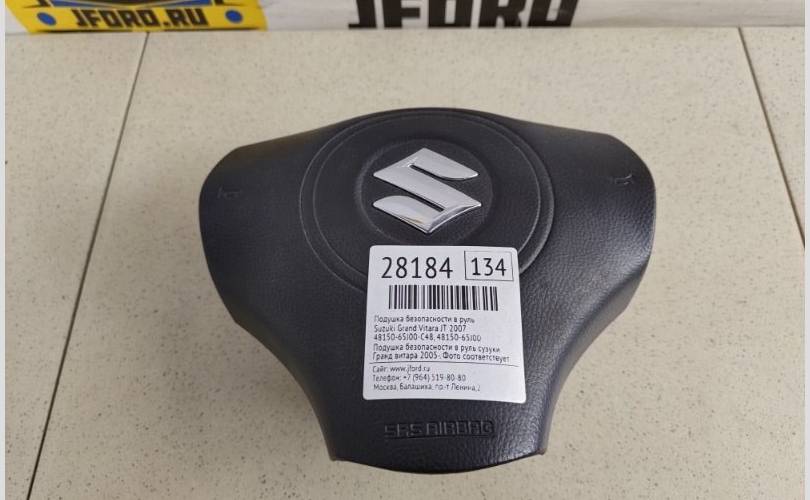 JFORD.RU
JFORD
28184 134
Подушка безопасности в руль
Suzuki Grand Vitara JT 2007
48150-65J00-C48, 48150-65J00
Подушка безопасности в руль сузуки
Гранд витара 2005-. Фото соответствует
Сайт: www.jford.ru
Телефон: +7 (964) 519-80-80
Москва, Балашиха, пр-т Ленина,
SRS AIRBAG